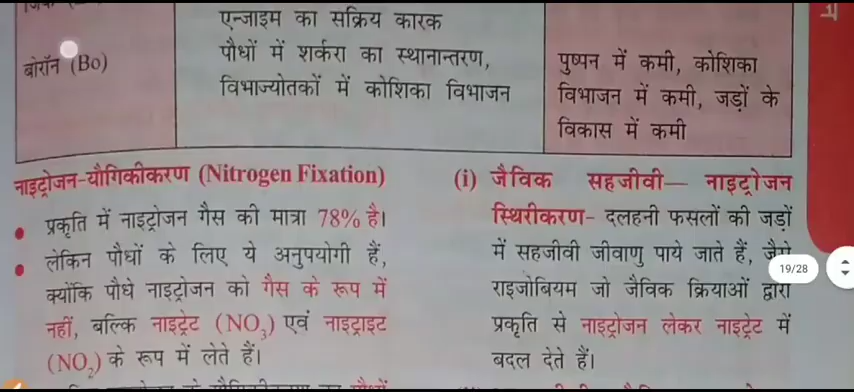 एन्जाइम का सक्रिय कारक
बोरॉन (Bo)
पौधों में शर्करा का स्थानान्तरण,
विभाज्योतकों में कोशिका विभाजन
पुष्पन में कमी, कोशिका
विभाजन में कमी, जड़ों के
विकास में कमी
नाइट्रोजन-यौगिकीकरण (Nitrogen Fixation)
प्रकृति में नाइट्रोजन गैस की मात्रा 78% है।
लेकिन पौधों के लिए ये अनुपयोगी हैं,
क्योंकि पौधे नाइट्रोजन को गैस के रूप में
नहीं, बल्कि नाइट्रेट (NO₃) एवं नाइट्राइट
(NO₂) के रूप में लेते हैं।
(i) जैविक सहजीवी— नाइट्रोजन
स्थिरीकरण- दलहनी फसलों की जड़ों
में सहजीवी जीवाणु पाये जाते हैं, जैसे
राइजोबियम जो जैविक क्रियाओं द्वारा
प्रकृति से नाइट्रोजन लेकर नाइट्रेट में
बदल देते हैं।
19/28